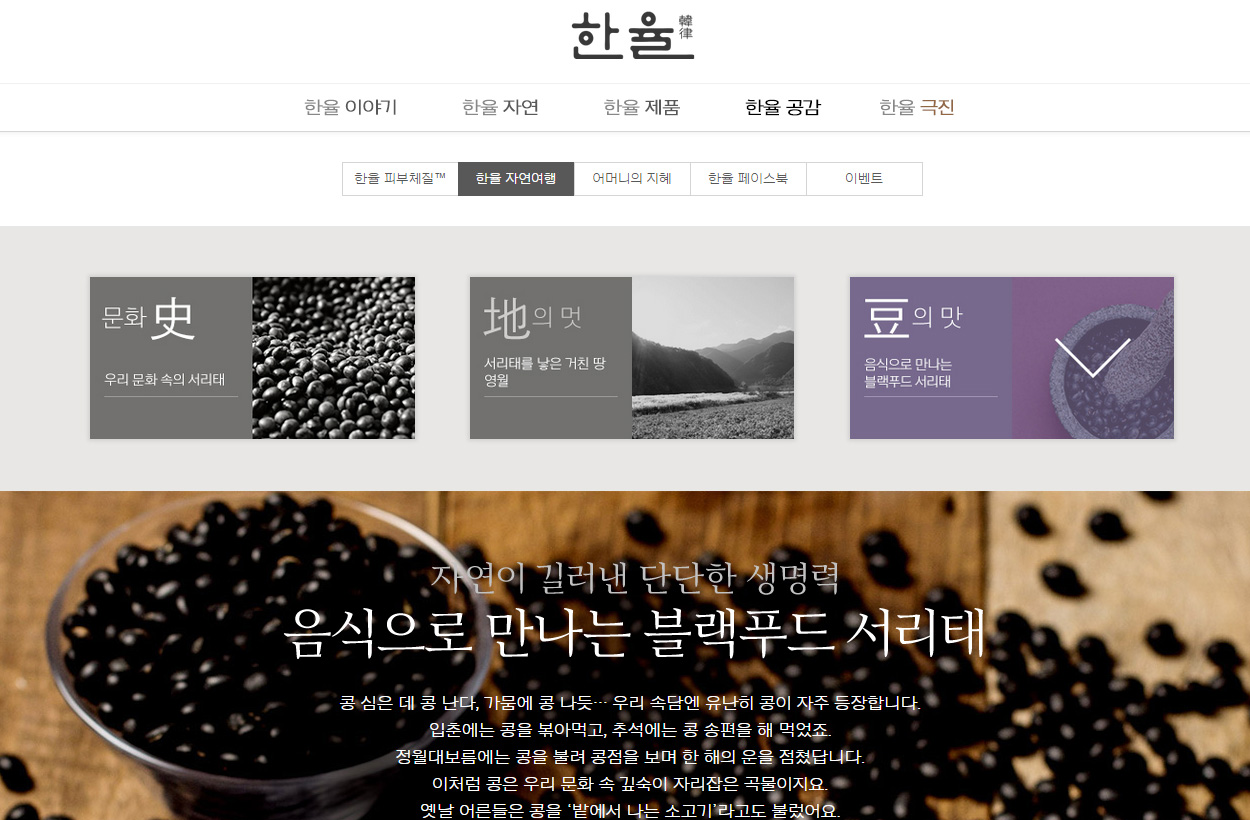 한율 韓律
한율 이야기 한율 자연 한율 제품 한율 공감 한율 극진
한율 피부체질™ 한율 자연여행 어머니의 지혜 한율 페이스북 이벤트
문화 史
우리 문화 속의 서리태
地의 멋
서리태를 낳은 거친 땅
영월
豆의 맛
음식으로 만나는
블랙푸드 서리태
자연이 길러낸 단단한 생명력
음식으로 만나는 블랙푸드 서리태
콩 심은 데 콩 난다, 가뭄에 콩 나듯… 우리 속담엔 유난히 콩이 자주 등장합니다.
입춘에는 콩을 볶아먹고, 추석에는 콩 송편을 해 먹었죠.
정월대보름에는 콩을 불려 콩점을 보며 한 해의 운을 점쳤답니다.
이처럼 콩은 우리 문화 속 깊숙이 자리잡은 곡물이지요.
옛날 어른들은 콩을 ‘밭에서 나는 소고기’라고도 불렀어요.